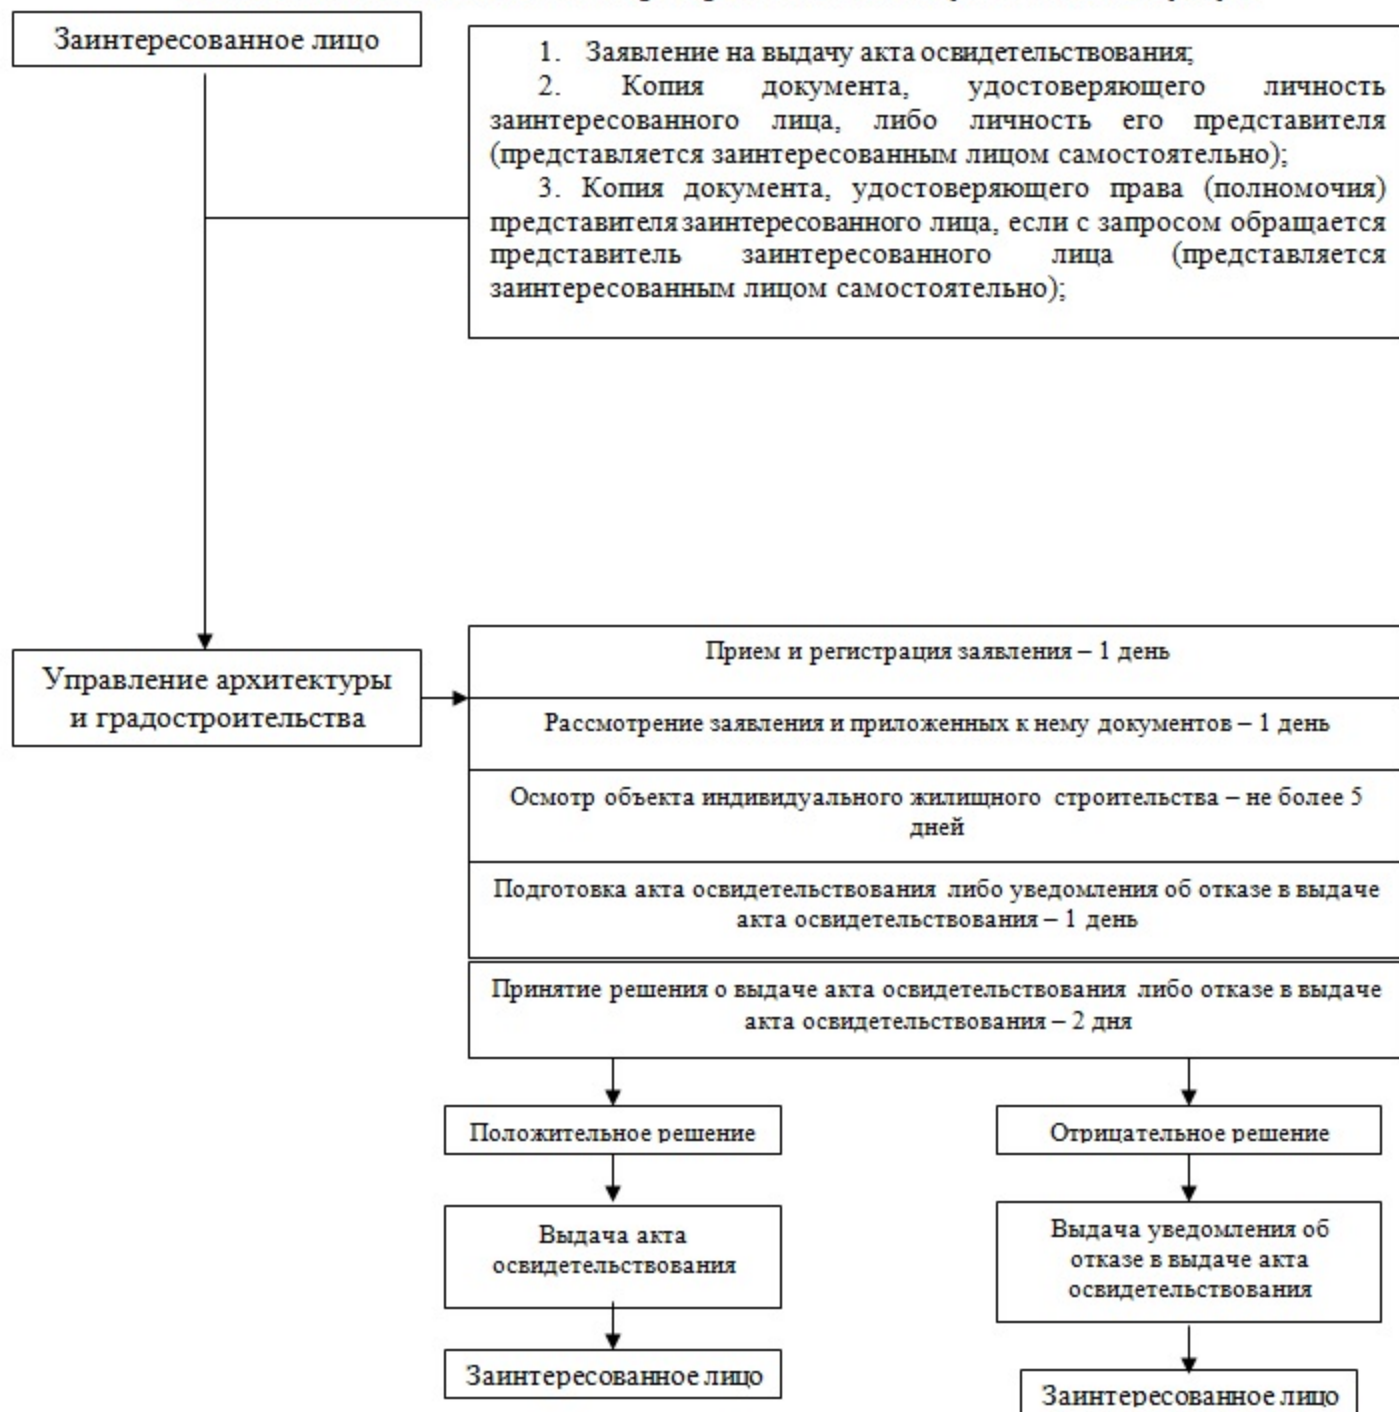 Заинтересованное лицо
1. Заявление на выдачу акта освидетельствования;
2. Копия документа, удостоверяющего личность
заинтересованного лица, либо личность его представителя
(представляется заинтересованным лицом самостоятельно);
3. Копия документа, удостоверяющего права (полномочия)
представителя заинтересованного лица, если с запросом обращается
представитель заинтересованного лица (представляется
заинтересованным лицом самостоятельно);
Управление архитектуры
и градостроительства
Прием и регистрация заявления – 1 день
Рассмотрение заявления и приложенных к нему документов – 1 день
Осмотр объекта индивидуального жилищного строительства – не более 5
дней
Подготовка акта освидетельствования либо уведомления об отказе в выдаче
акта освидетельствования – 1 день
Принятие решения о выдаче акта освидетельствования либо отказе в выдаче
акта освидетельствования – 2 дня
Положительное решение
Отрицательное решение
Выдача акта
освидетельствования
Выдача уведомления об
отказе в выдаче акта
освидетельствования
Заинтересованное лицо
Заинтересованное лицо